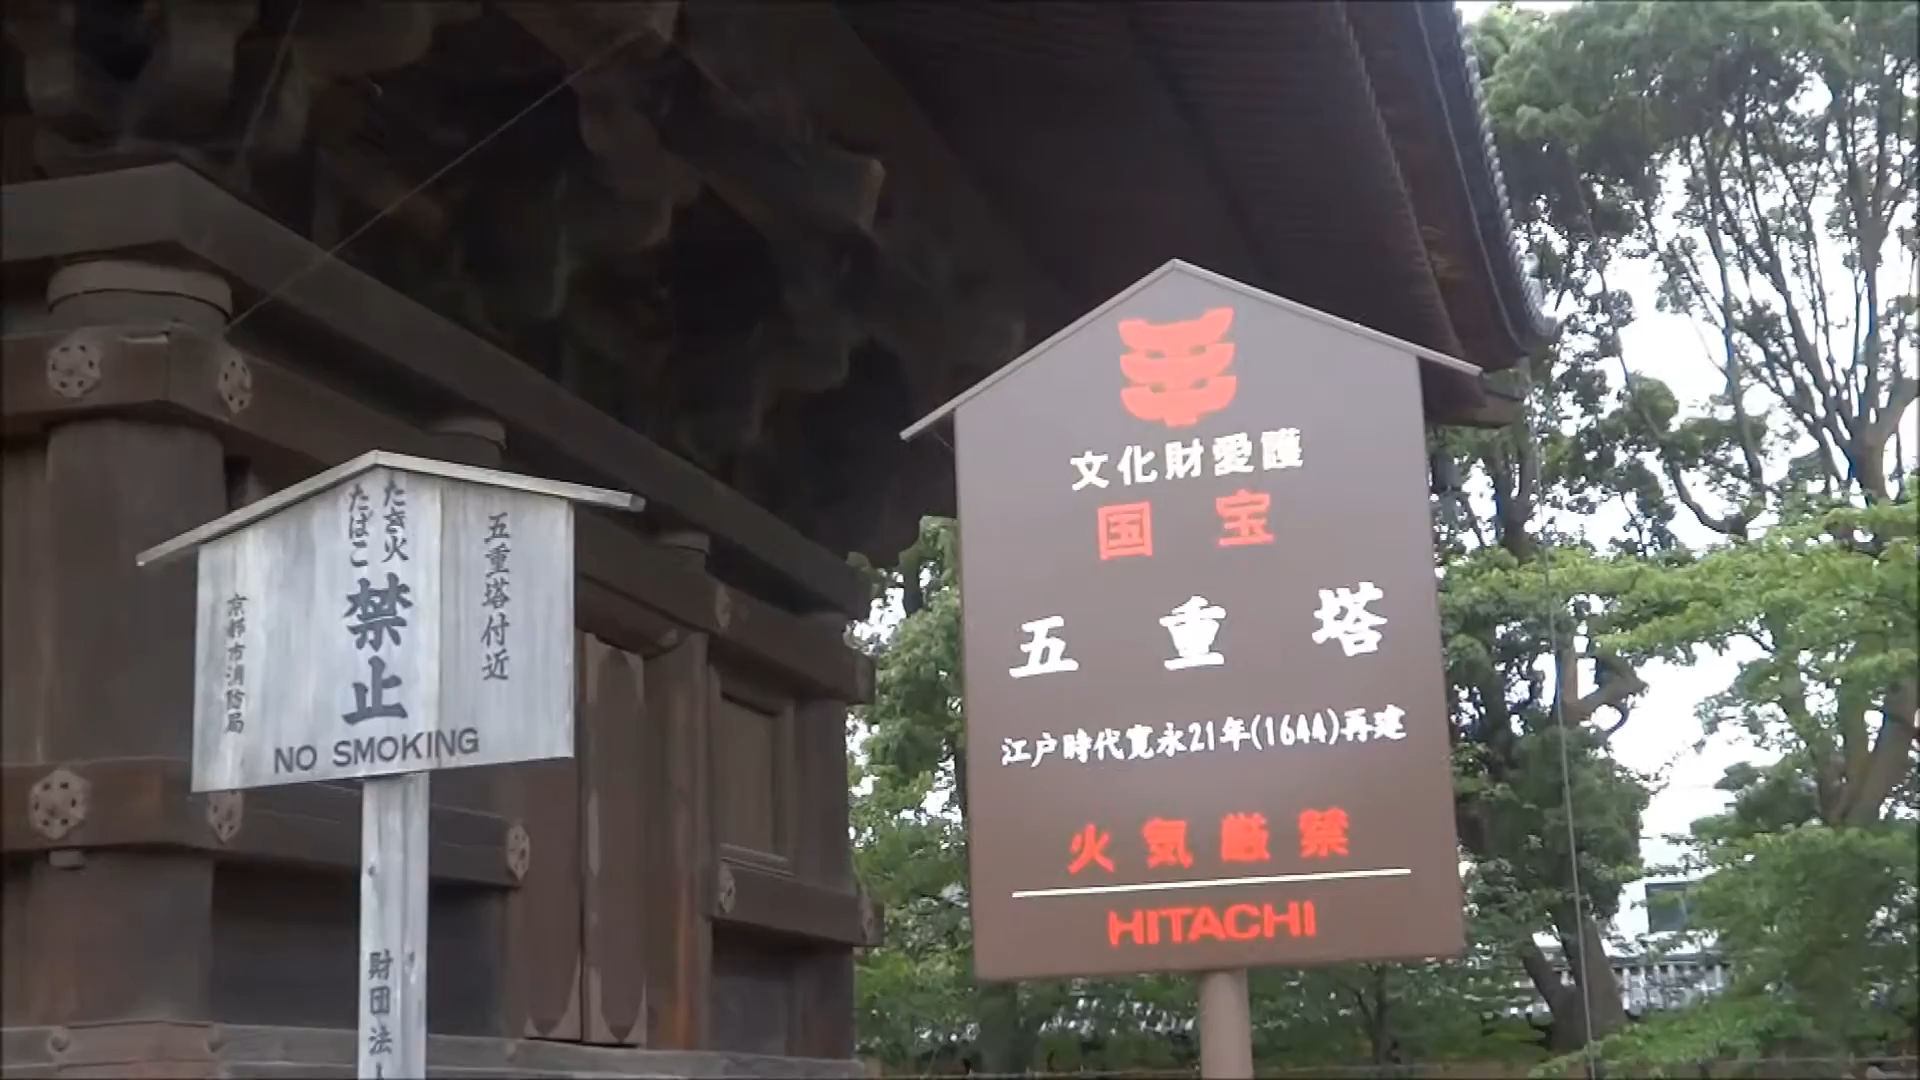 五重塔付近
たき火
たばこ
禁止
NO SMOKING
京都市消防局
財団法
文化財愛護
国宝
五重塔
江戸時代寛永21年(1644)再建
火気厳禁
HITACHI